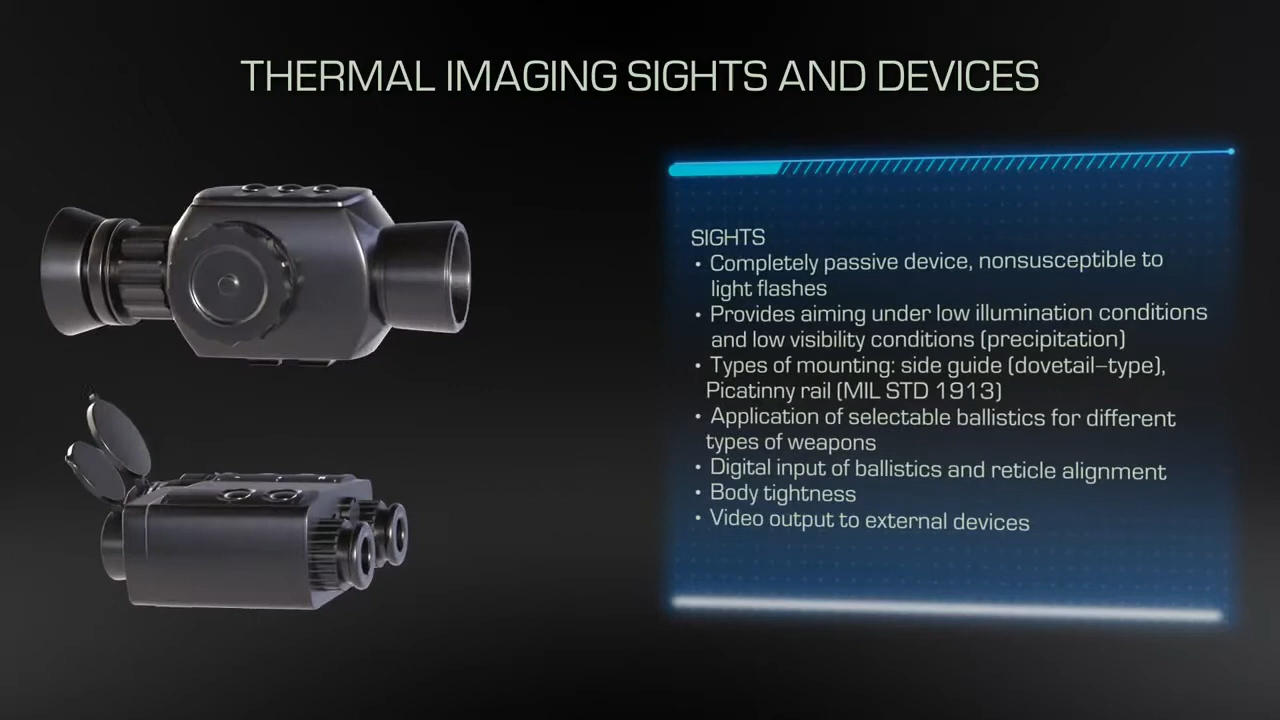 THERMAL IMAGING SIGHTS AND DEVICES
SIGHTS
• Completely passive device, nonsusceptible to
light flashes
• Provides aiming under low illumination conditions
and low visibility conditions (precipitation)
• Types of mounting: side guide (dovetail-type),
Picatinny rail (MIL STD 1913)
• Application of selectable ballistics for different
types of weapons
• Digital input of ballistics and reticle alignment
• Body tightness
• Video output to external devices